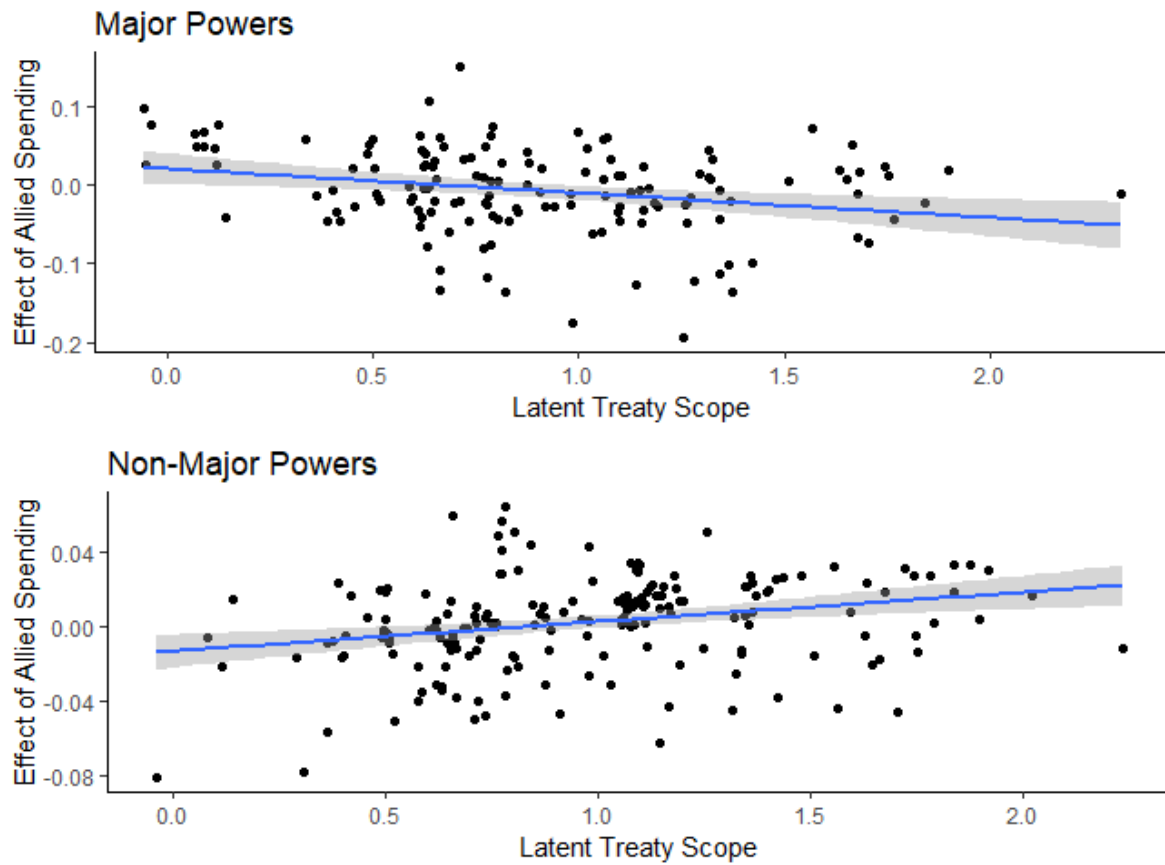 Major Powers
Effect of Allied Spending
0.1
0.0
-0.1
-0.2
0.0 0.5 1.0 1.5 2.0
Latent Treaty Scope
Non-Major Powers
Effect of Allied Spending
0.04
0.00
-0.04
-0.08
0.0 0.5 1.0 1.5 2.0
Latent Treaty Scope